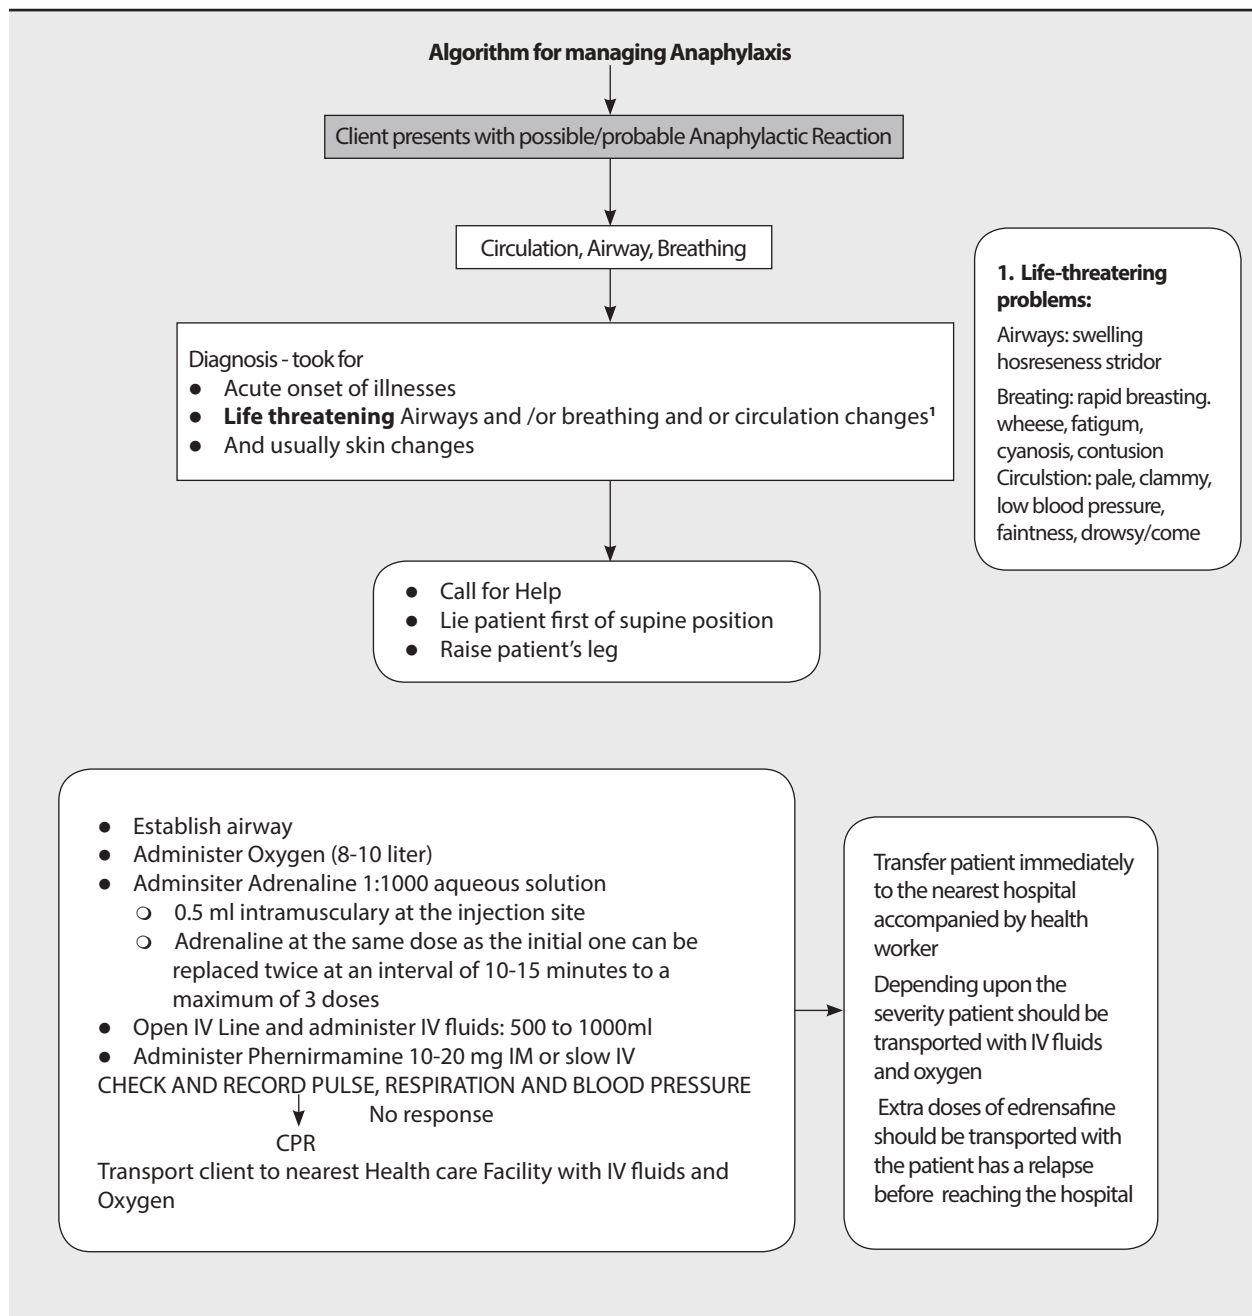 Algorithm for managing Anaphylaxis
Client presents with possible/probable Anaphylactic Reaction
Circulation, Airway, Breathing
Diagnosis - took for
● Acute onset of illnesses
● Life threatening Airways and /or breathing and or circulation changes¹
● And usually skin changes
1. Life-threatering
problems:
Airways: swelling
hosreseness stridor
Breating: rapid breasting.
wheese, fatigum,
cyanosis, contusion
Circulstion: pale, clammy,
low blood pressure,
faintness, drowsy/come
● Call for Help
● Lie patient first of supine position
● Raise patient's leg
● Establish airway
● Administer Oxygen (8-10 liter)
● Adminsiter Adrenaline 1:1000 aqueous solution
❍ 0.5 ml intramusculary at the injection site
❍ Adrenaline at the same dose as the initial one can be
replaced twice at an interval of 10-15 minutes to a
maximum of 3 doses
● Open IV Line and administer IV fluids: 500 to 1000ml
● Administer Phernirmamine 10-20 mg IM or slow IV
CHECK AND RECORD PULSE, RESPIRATION AND BLOOD PRESSURE
No response
CPR
Transport client to nearest Health care Facility with IV fluids and
Oxygen
Transfer patient immediately
to the nearest hospital
accompanied by health
worker
Depending upon the
severity patient should be
transported with IV fluids
and oxygen
Extra doses of edrensafine
should be transported with
the patient has a relapse
before reaching the hospital